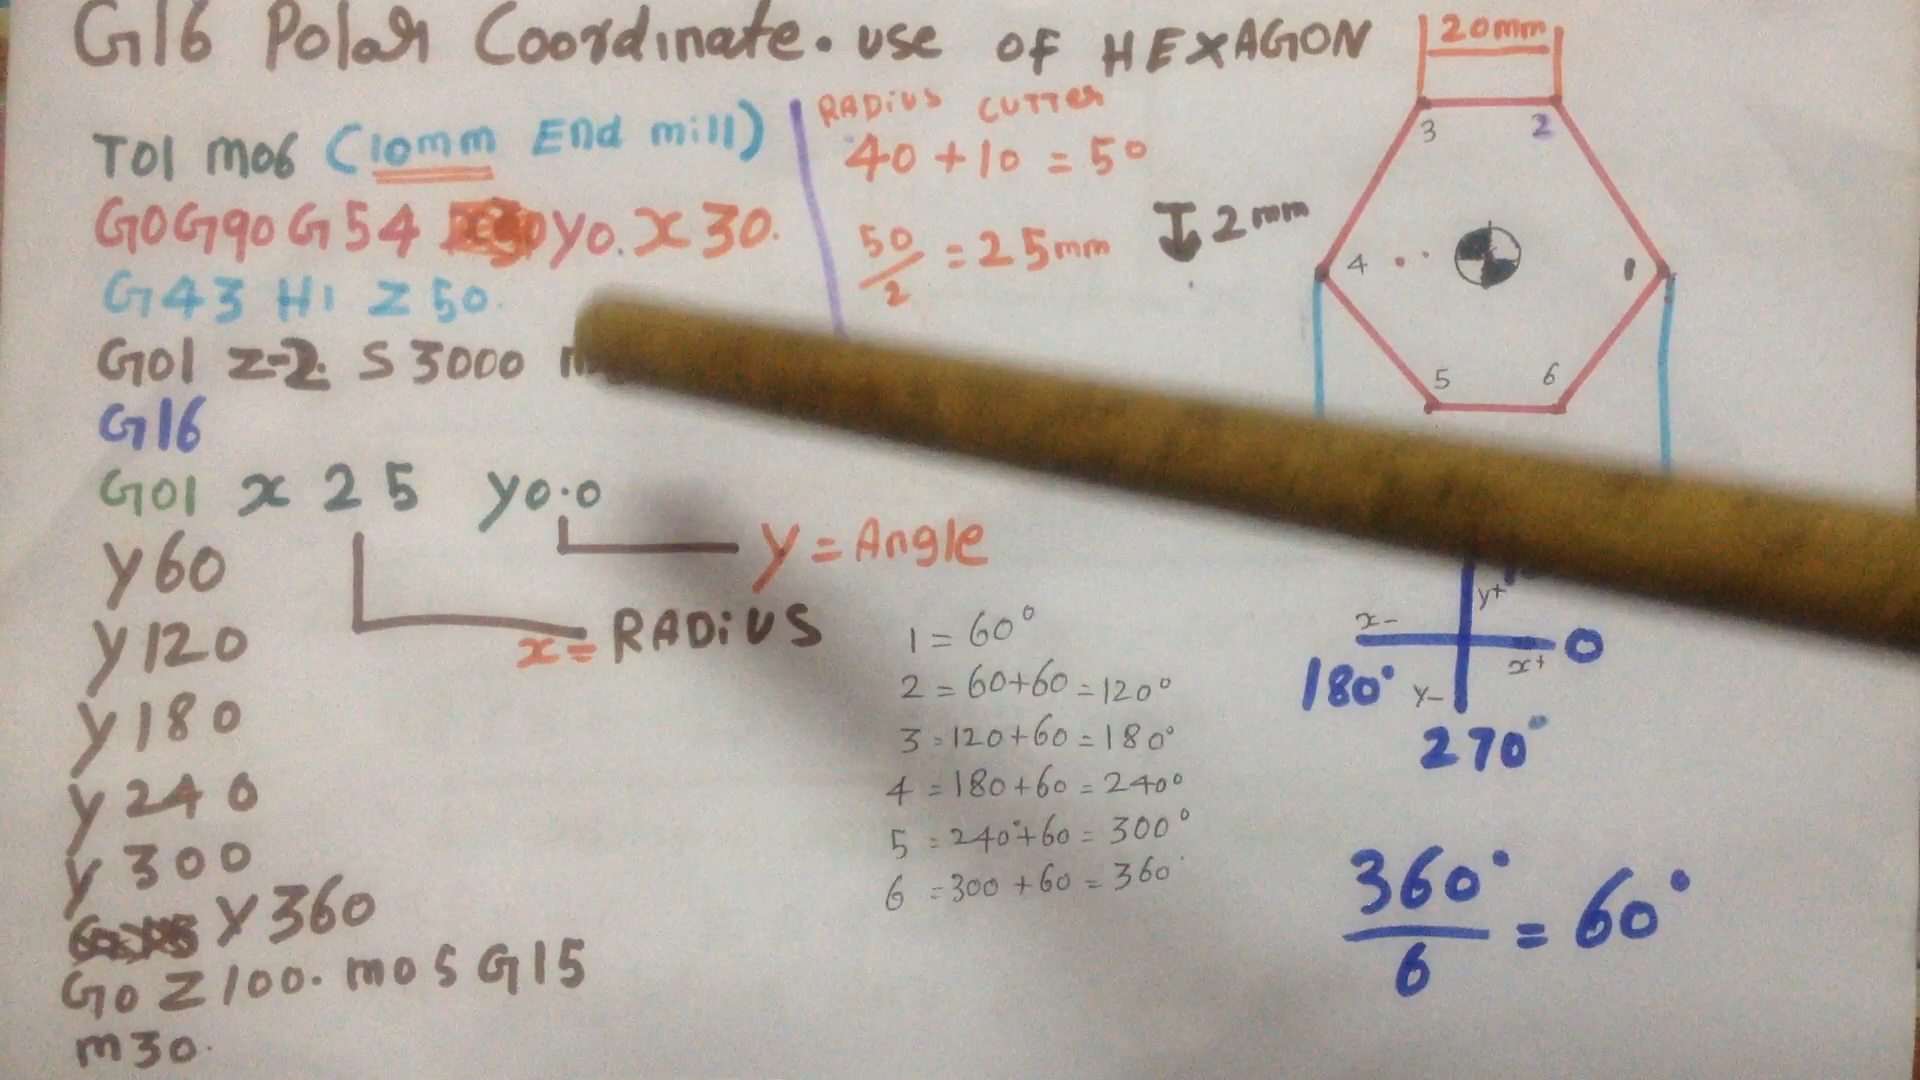 G16 Polar Coordinate. use of HEXAGON
T01 m06 (10mm End mill)
G0G90G54 y0. x30.
G43 H1 Z50.
G01 z-2. S3000
G16
G01 x25 y0.0
y60
y120
y180
y240
y300
Y360
G0 Z100. m05 G15
m30.
y = Angle
x = RADiUS
RADiUS CUTTer
40 + 10 = 50
50/2 = 25mm
2mm
20mm
3 2
4 1
5 6
1 = 60°
2 = 60+60 = 120°
3 = 120+60 = 180°
4 = 180+60 = 240°
5 = 240°+60 = 300°
6 = 300+60 = 360
y+
x- 0
x+
180° y-
270°
360°/6 = 60°